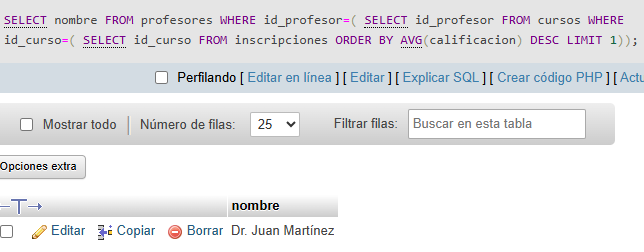 SELECT nombre FROM profesores WHERE id_profesor=( SELECT id_profesor FROM cursos WHERE
id_curso=( SELECT id_curso FROM inscripciones ORDER BY AVG(calificacion) DESC LIMIT 1));
Perfilando [ Editar en línea ] [ Editar ] [ Explicar SQL ] [ Crear código PHP ] [ Actu
Mostrar todo Número de filas: 25 Filtrar filas: Buscar en esta tabla
Opciones extra
←T→ nombre
Editar Copiar Borrar Dr. Juan Martínez